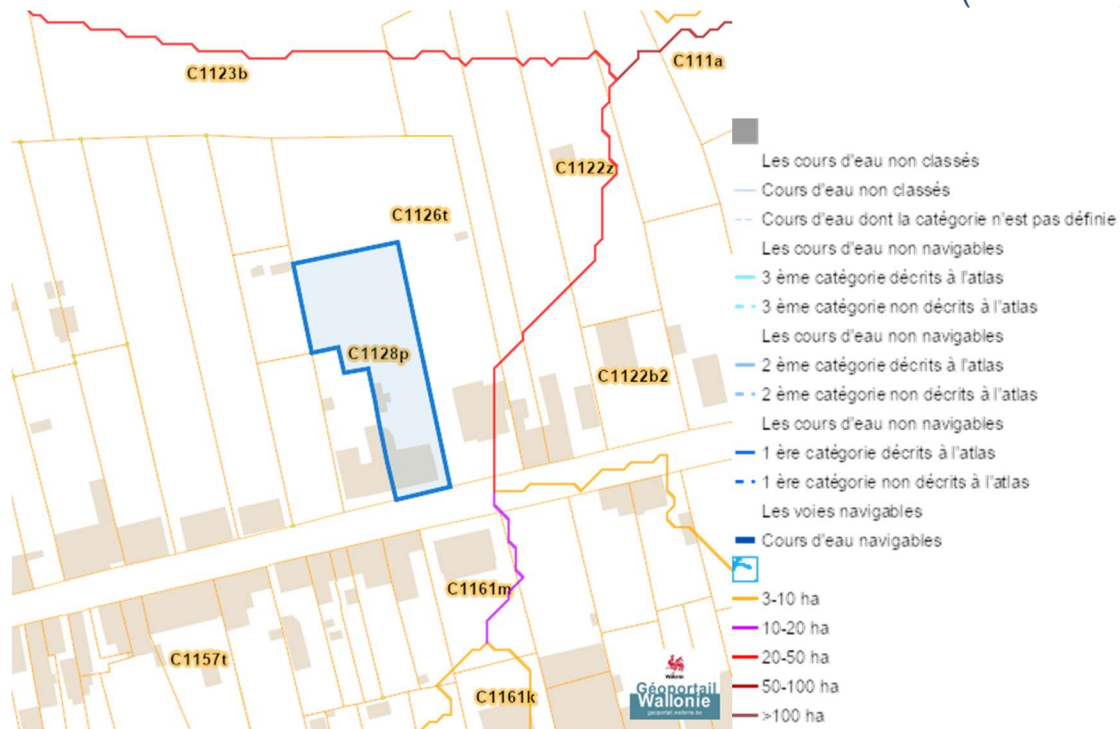 (
C1123b
C111a
C1122z
C1126t
C1128p
C1122b2
C1161m
C1157t
C1161k
Wallonie
Géoportail
Wallonie
geoportail.wallonie.be
Les cours d'eau non classés
Cours d'eau non classés
Cours d'eau dont la catégorie n'est pas définie
Les cours d'eau non navigables
3 ème catégorie décrits à l'atlas
3 ème catégorie non décrits à l'atlas
Les cours d'eau non navigables
2 ème catégorie décrits à l'atlas
2 ème catégorie non décrits à l'atlas
Les cours d'eau non navigables
1 ère catégorie décrits à l'atlas
1 ère catégorie non décrits à l'atlas
Les voies navigables
Cours d'eau navigables
3-10 ha
10-20 ha
20-50 ha
50-100 ha
>100 ha